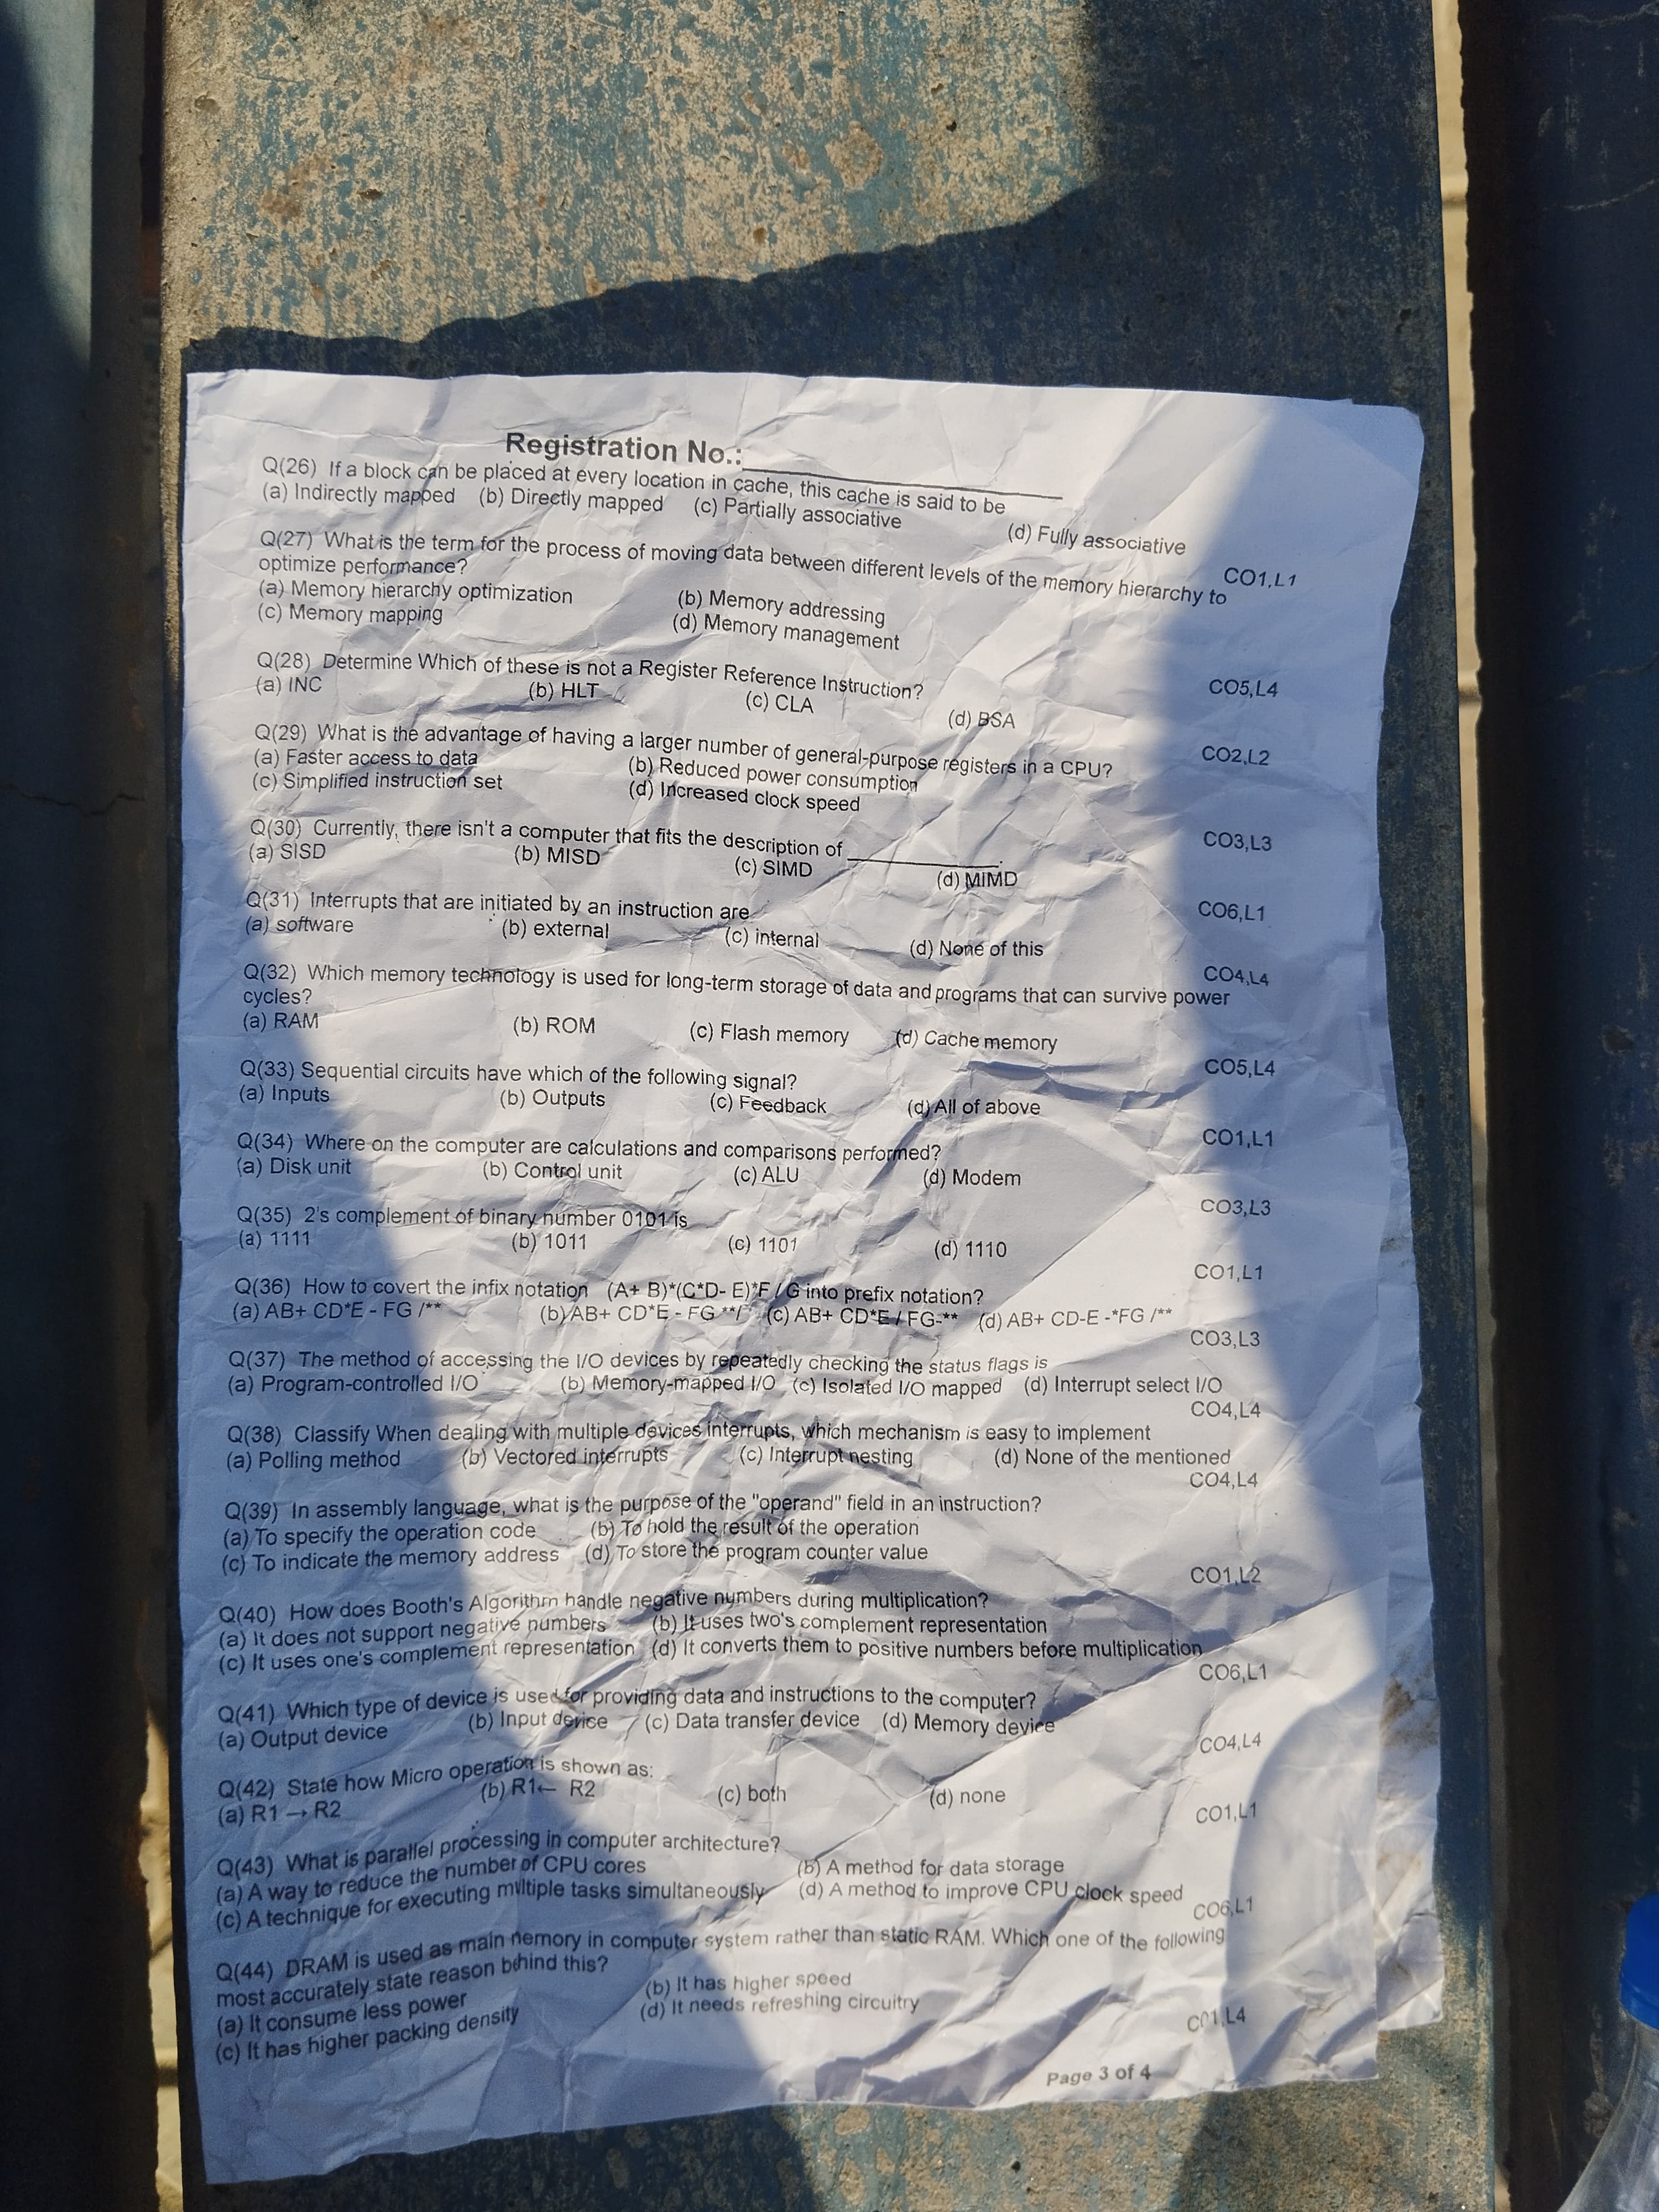 Registration No.:
Q(26) If a block can be placed at every location in cache, this cache is said to be
(a) Indirectly mapped (b) Directly mapped (c) Partially associative (d) Fully associative
CO1,L1
Q(27) What is the term for the process of moving data between different levels of the memory hierarchy to
optimize performance?
(a) Memory hierarchy optimization (b) Memory addressing
(c) Memory mapping (d) Memory management
CO5,L4
Q(28) Determine Which of these is not a Register Reference Instruction?
(a) INC (b) HLT (c) CLA (d) BSA
CO2,L2
Q(29) What is the advantage of having a larger number of general-purpose registers in a CPU?
(a) Faster access to data (b) Reduced power consumption
(c) Simplified instruction set (d) Increased clock speed
CO3,L3
Q(30) Currently, there isn't a computer that fits the description of ____________.
(a) SISD (b) MISD (c) SIMD (d) MIMD
CO6,L1
Q(31) Interrupts that are initiated by an instruction are
(a) software (b) external (c) internal (d) None of this
CO4,L4
Q(32) Which memory technology is used for long-term storage of data and programs that can survive power
cycles?
(a) RAM (b) ROM (c) Flash memory (d) Cache memory
CO5,L4
Q(33) Sequential circuits have which of the following signal?
(a) Inputs (b) Outputs (c) Feedback (d) All of above
CO1,L1
Q(34) Where on the computer are calculations and comparisons performed?
(a) Disk unit (b) Control unit (c) ALU (d) Modem
CO3,L3
Q(35) 2's complement of binary number 0101 is
(a) 1111 (b) 1011 (c) 1101 (d) 1110
CO1,L1
Q(36) How to covert the infix notation (A+ B)*(C*D- E)*F / G into prefix notation?
(a) AB+ CD*E - FG /** (b) AB+ CD*E - FG **/ (c) AB+ CD*E / FG-** (d) AB+ CD-E -*FG /**
CO3,L3
Q(37) The method of accessing the I/O devices by repeatedly checking the status flags is
(a) Program-controlled I/O (b) Memory-mapped I/O (c) Isolated I/O mapped (d) Interrupt select I/O
CO4,L4
Q(38) Classify When dealing with multiple devices interrupts, which mechanism is easy to implement
(a) Polling method (b) Vectored interrupts (c) Interrupt nesting (d) None of the mentioned
CO4,L4
Q(39) In assembly language, what is the purpose of the "operand" field in an instruction?
(a) To specify the operation code (b) To hold the result of the operation
(c) To indicate the memory address (d) To store the program counter value
CO1,L2
Q(40) How does Booth's Algorithm handle negative numbers during multiplication?
(a) It does not support negative numbers (b) It uses two's complement representation
(c) It uses one's complement representation (d) It converts them to positive numbers before multiplication
CO6,L1
Q(41) Which type of device is used for providing data and instructions to the computer?
(a) Output device (b) Input device (c) Data transfer device (d) Memory device
CO4,L4
Q(42) State how Micro operation is shown as:
(a) R1 → R2 (b) R1← R2 (c) both (d) none
CO1,L1
Q(43) What is parallel processing in computer architecture?
(a) A way to reduce the number of CPU cores (b) A method for data storage
(c) A technique for executing multiple tasks simultaneously (d) A method to improve CPU clock speed
CO6,L1
Q(44) DRAM is used as main memory in computer system rather than static RAM. Which one of the following
most accurately state reason behind this?
(a) It consume less power (b) It has higher speed
(c) It has higher packing density (d) It needs refreshing circuitry
CO1,L4
Page 3 of 4